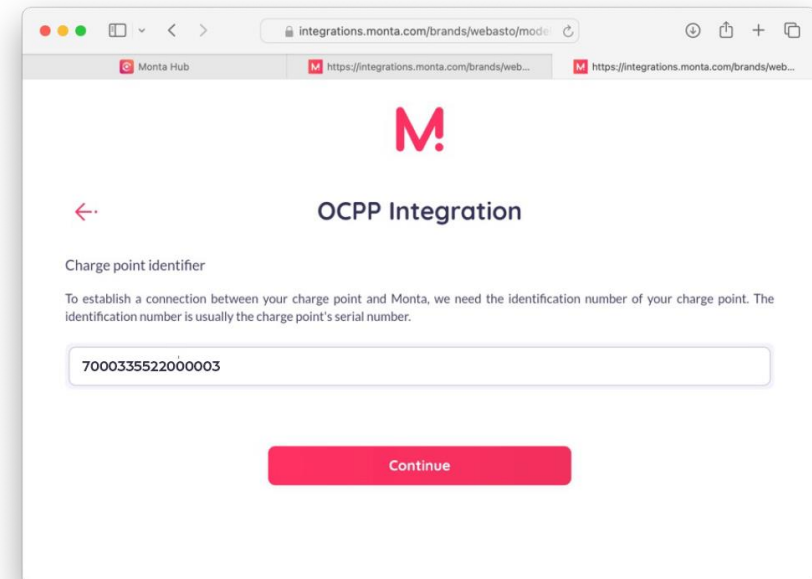 integrations.monta.com/brands/webasto/mode
Monta Hub
https://integrations.monta.com/brands/web...
https://integrations.monta.com/brands/web...
M
OCPP Integration
Charge point identifier
To establish a connection between your charge point and Monta, we need the identification number of your charge point. The
identification number is usually the charge point's serial number.
7000335522000003
Continue